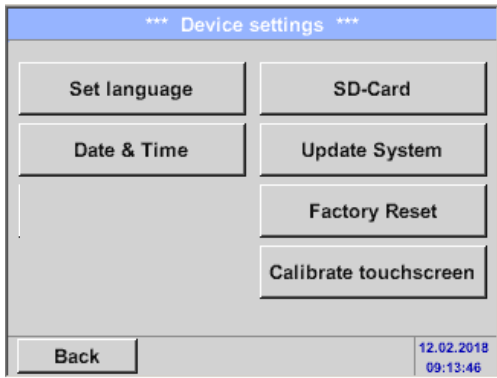 *** Device settings ***
Set language
SD-Card
Date & Time
Update System
Factory Reset
Calibrate touchscreen
Back
12.02.2018
09:13:46